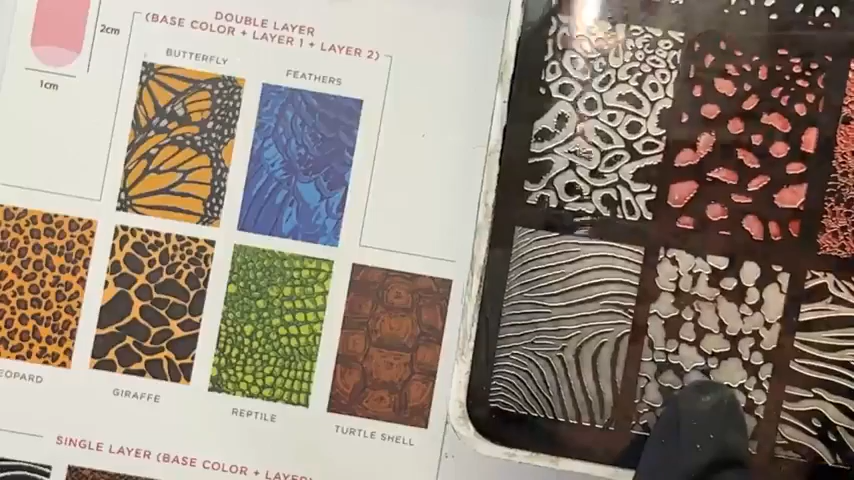 DOUBLE LAYER
(BASE COLOR + LAYER 1 + LAYER 2)
2cm
1cm
BUTTERFLY
FEATHERS
GIRAFFE
REPTILE
TURTLE SHELL
SINGLE LAYER (BASE COLOR +